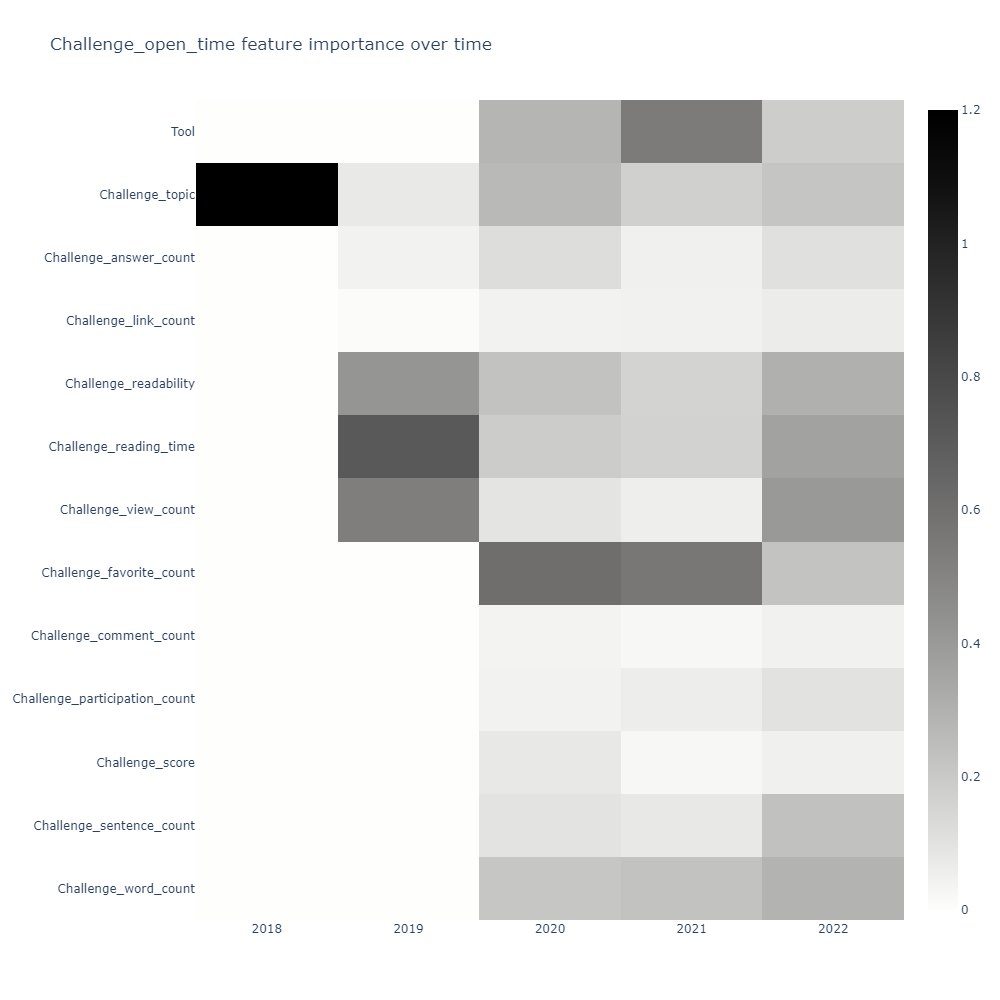 Challenge_open_time feature importance over time
Tool
Challenge_topic
Challenge_answer_count
Challenge_link_count
Challenge_readability
Challenge_reading_time
Challenge_view_count
Challenge_favorite_count
Challenge_comment_count
Challenge_participation_count
Challenge_score
Challenge_sentence_count
Challenge_word_count
2018 2019 2020 2021 2022
1.2
1
0.8
0.6
0.4
0.2
0